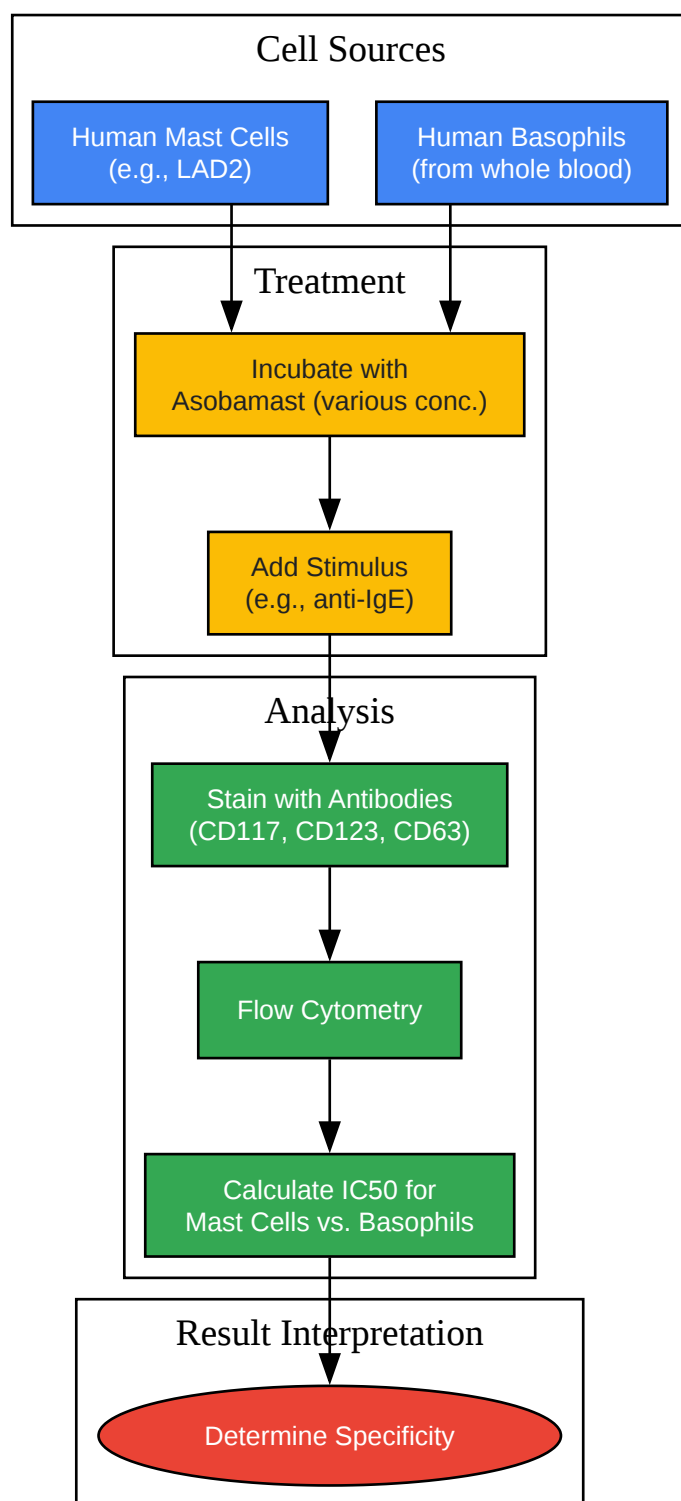 Cell Sources
Human Mast Cells
(e.g., LAD2)
Human Basophils
(from whole blood)
Treatment
Incubate with
Asobamast (various conc.)
Add Stimulus
(e.g., anti-IgE)
Analysis
Stain with Antibodies
(CD117, CD123, CD63)
Flow Cytometry
Calculate IC50 for
Mast Cells vs. Basophils
Result Interpretation
Determine Specificity